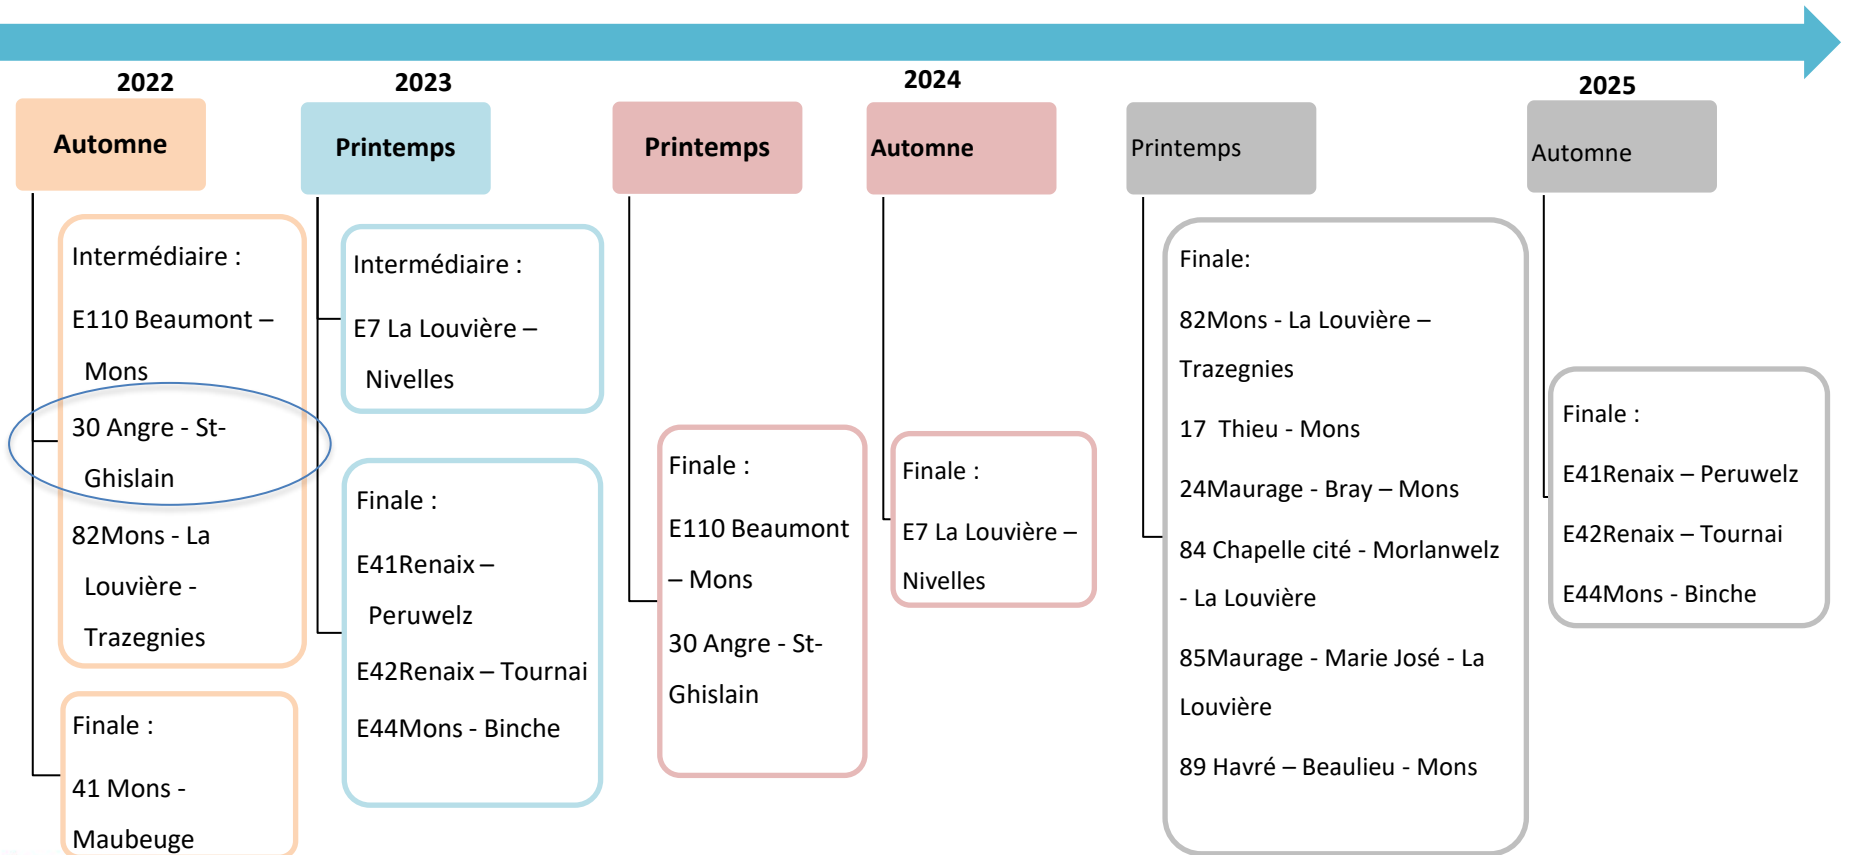 2022
2023
2024
2025
Automne
Printemps
Printemps
Automne
Printemps
Automne
Intermédiaire :
E110 Beaumont –
Mons
30 Angre - St-
Ghislain
82Mons - La
Louvière -
Trazegnies
Finale :
41 Mons -
Maubeuge
Intermédiaire :
E7 La Louvière –
Nivelles
Finale :
E41Renaix –
Peruwelz
E42Renaix – Tournai
E44Mons - Binche
Finale :
E110 Beaumont
– Mons
30 Angre - St-
Ghislain
Finale :
E7 La Louvière –
Nivelles
Finale:
82Mons - La Louvière –
Trazegnies
17 Thieu - Mons
24Maurage - Bray – Mons
84 Chapelle cité - Morlanwelz
- La Louvière
85Maurage - Marie José - La
Louvière
89 Havré – Beaulieu - Mons
Finale :
E41Renaix – Peruwelz
E42Renaix – Tournai
E44Mons - Binche